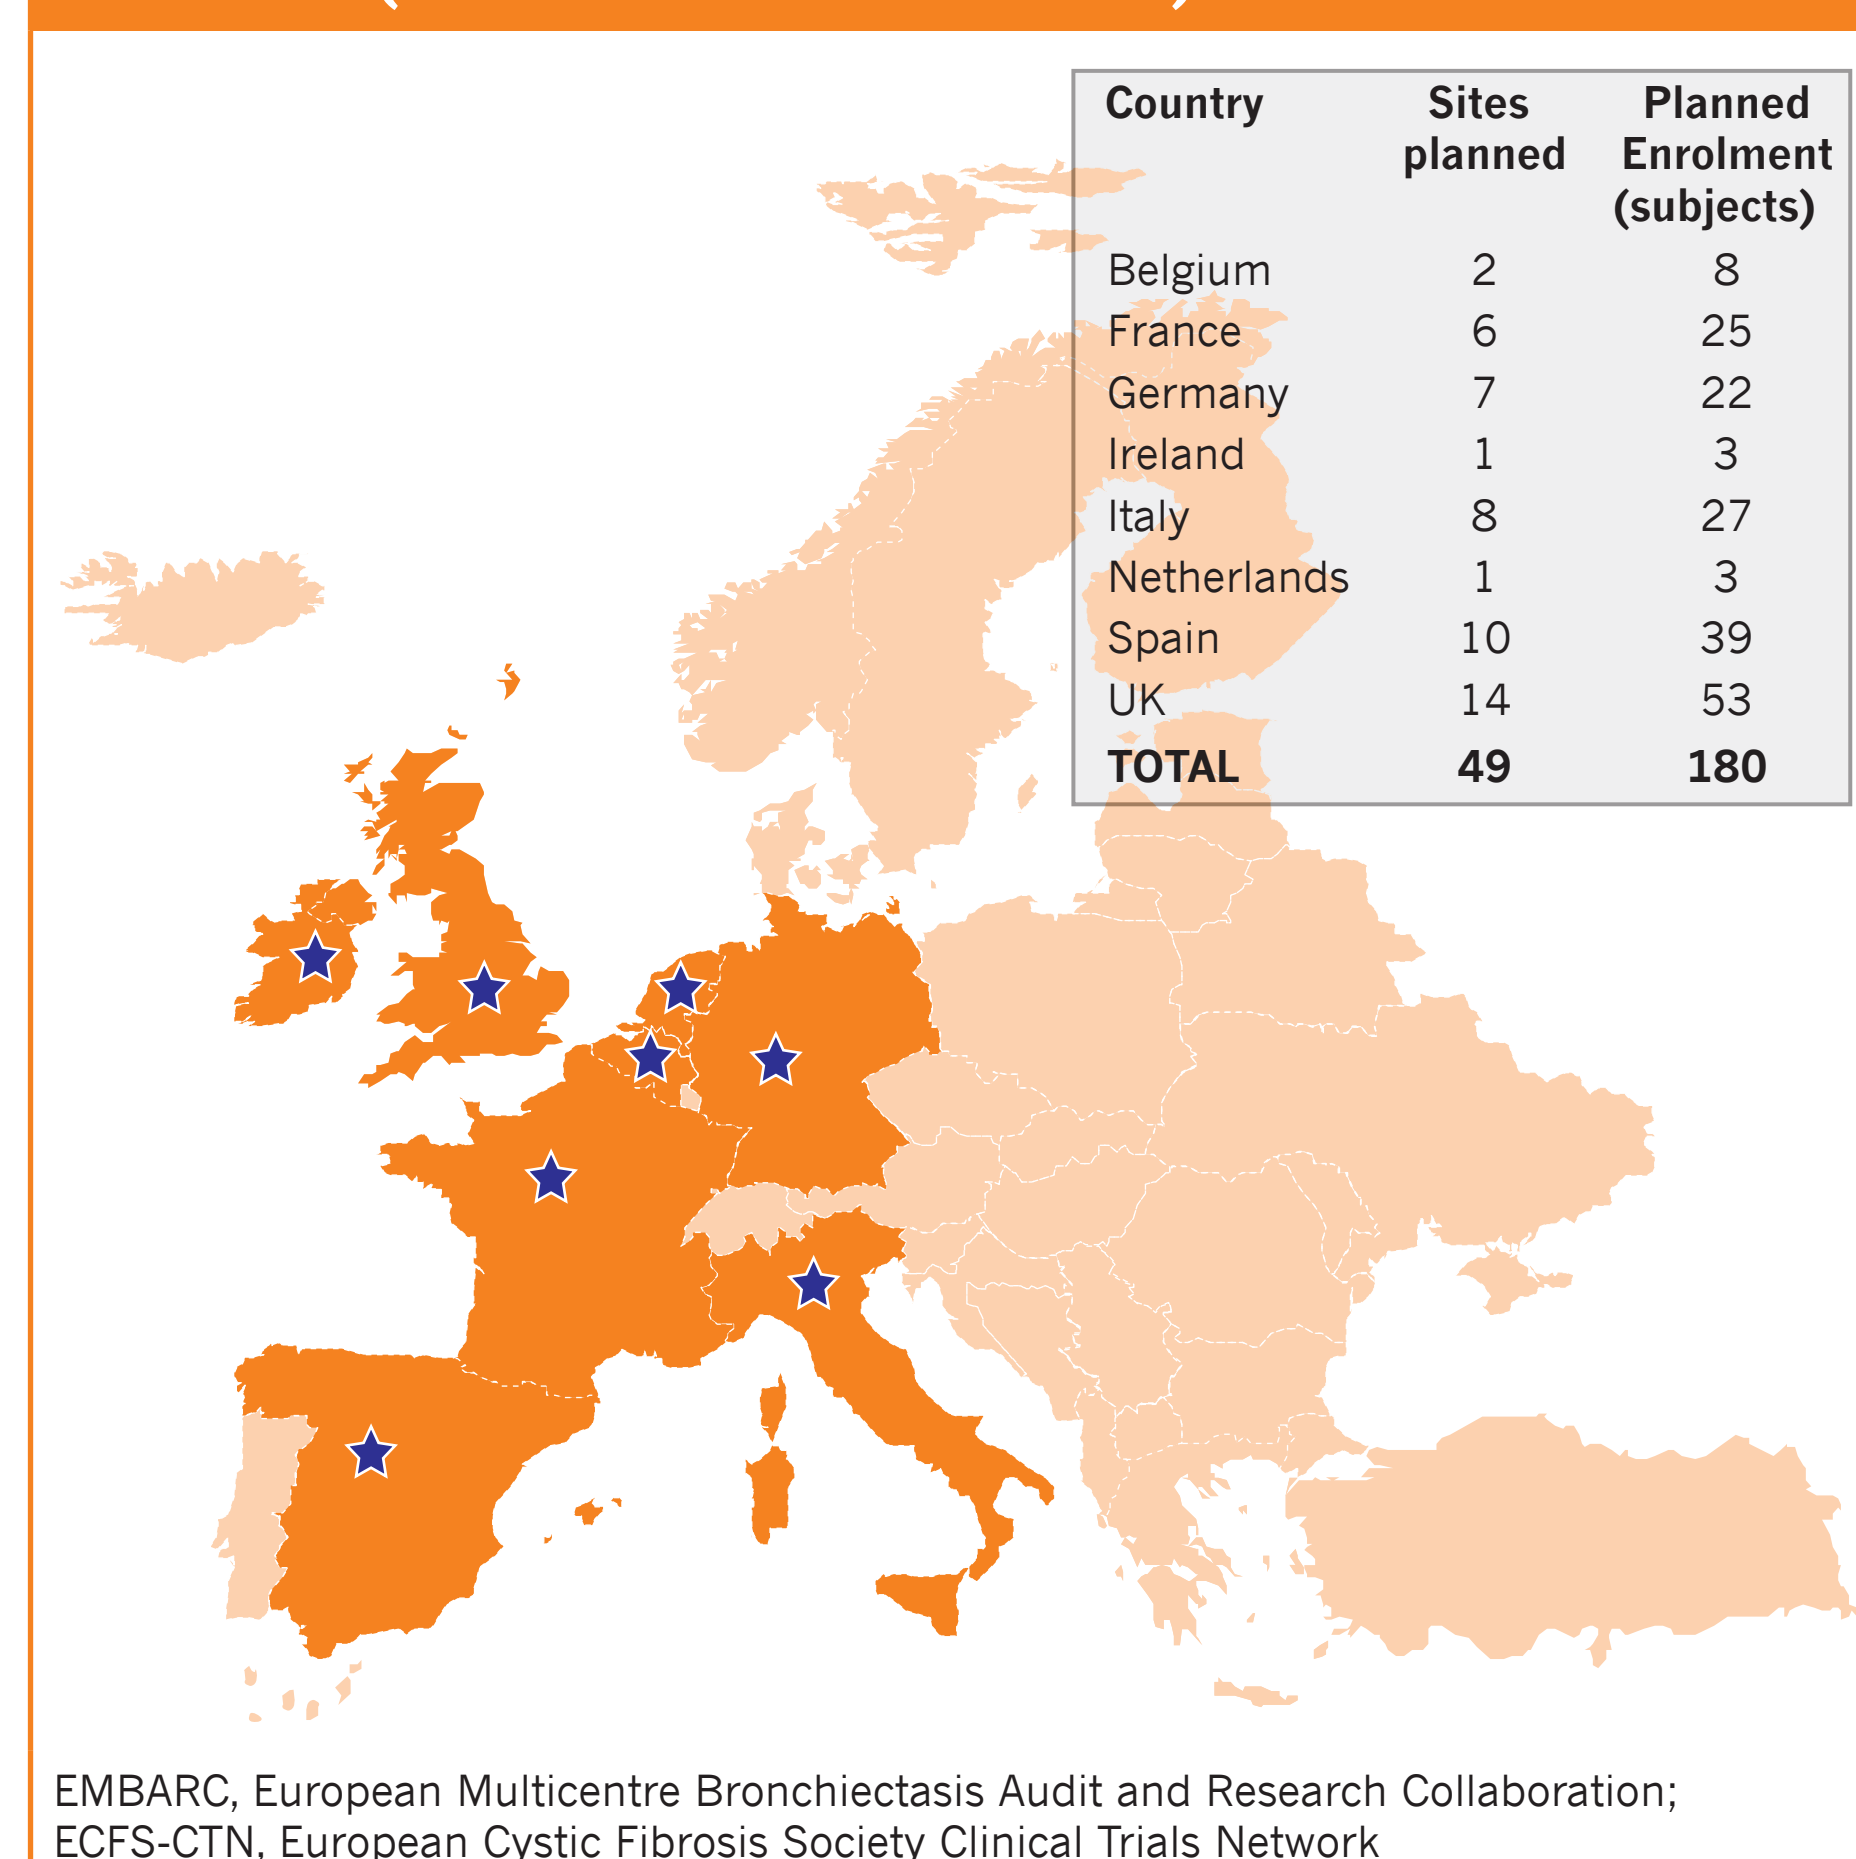 Country Sites planned Planned Enrolment (subjects)
Belgium 2 8
France 6 25
Germany 7 22
Ireland 1 3
Italy 8 27
Netherlands 1 3
Spain 10 39
UK 14 53
TOTAL 49 180
EMBARC, European Multicentre Bronchiectasis Audit and Research Collaboration;
ECFS-CTN, European Cystic Fibrosis Society Clinical Trials Network